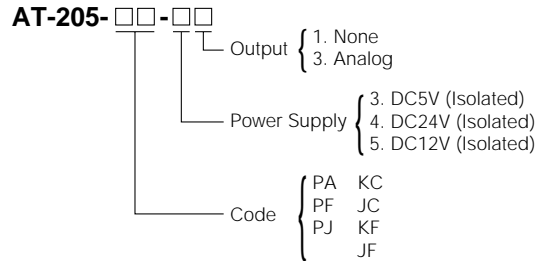 AT-205-□□-□□
Output { 1. None
3. Analog
Power Supply { 3. DC5V (Isolated)
4. DC24V (Isolated)
5. DC12V (Isolated)
Code { PA KC
PF JC
PJ KF
JF